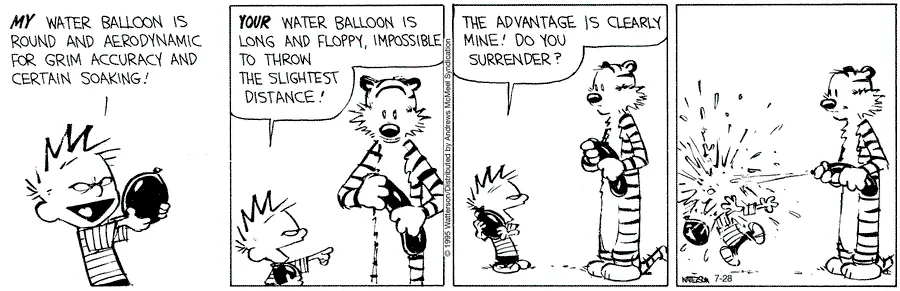 MY WATER BALLOON IS
ROUND AND AERODYNAMIC
FOR GRIM ACCURACY AND
CERTAIN SOAKING!
YOUR WATER BALLOON IS
LONG AND FLOPPY, IMPOSSIBLE
TO THROW
THE SLIGHTEST
DISTANCE!
© 1995 Watterson/Distributed by Andrews McMeel Syndication
THE ADVANTAGE IS CLEARLY
MINE! DO YOU
SURRENDER?
WATTERSON 7-28